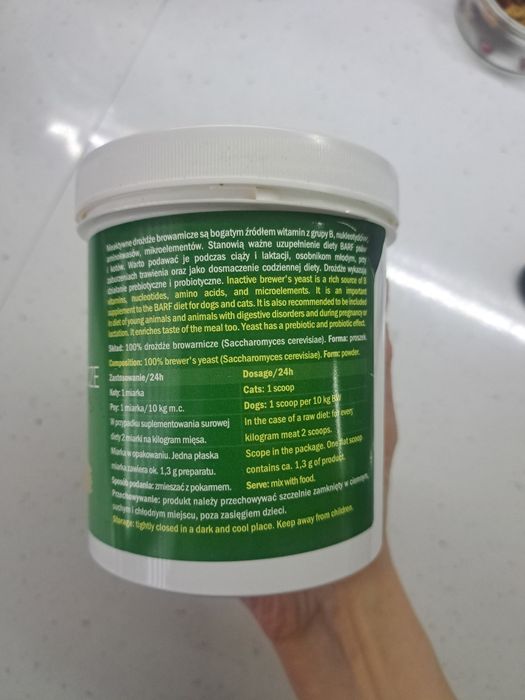 Nieaktywne drożdże browarnicze są bogatym źródłem witamin z grupy B, nukleotydów,
aminokwasów, mikroelementów. Stanowią ważne uzupełnienie diety BARF psów
i kotów. Warto podawać je podczas ciąży i laktacji, osobnikom młodym, przy
zaburzeniach trawienia oraz jako dosmaczenie codziennej diety. Drożdże wykazują
działanie prebiotyczne i probiotyczne. Inactive brewer's yeast is a rich source of B
vitamins, nucleotides, amino acids, and microelements. It is an important
supplement to the BARF diet for dogs and cats. It is also recommended to be included
in diet of young animals and animals with digestive disorders and during pregnancy or
lactation. It enriches taste of the meal too. Yeast has a prebiotic and probiotic effect.
Skład: 100% drożdże browarnicze (Saccharomyces cerevisiae). Forma: proszek.
Composition: 100% brewer's yeast (Saccharomyces cerevisiae). Form: powder.
Zastosowanie/24h
Koty: 1 miarka
Psy: 1 miarka/10 kg m.c.
W przypadku suplementowania surowej
diety 2 miarki na kilogram mięsa.
Miarka w opakowaniu. Jedna płaska
miarka zawiera ok. 1,3 g preparatu.
Sposób podania: zmieszać z pokarmem.
Dosage/24h
Cats: 1 scoop
Dogs: 1 scoop per 10 kg BW
In the case of a raw diet: for every
kilogram meat 2 scoops.
Scope in the package. One flat scoop
contains ca. 1,3 g of product.
Serve: mix with food.
Przechowywanie: produkt należy przechowywać szczelnie zamknięty w ciemnym,
suchym i chłodnym miejscu, poza zasięgiem dzieci.
Storage: tightly closed in a dark and cool place. Keep away from children.